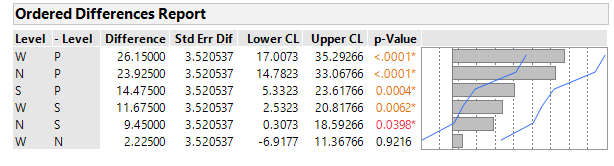 Ordered Differences Report
Level - Level Difference Std Err Dif Lower CL Upper CL p-Value
W P 26.15000 3.520537 17.0073 35.29266 <.0001*
N P 23.92500 3.520537 14.7823 33.06766 <.0001*
S P 14.47500 3.520537 5.3323 23.61766 0.0004*
W S 11.67500 3.520537 2.5323 20.81766 0.0062*
N S 9.45000 3.520537 0.3073 18.59266 0.0398*
W N 2.22500 3.520537 -6.9177 11.36766 0.9216